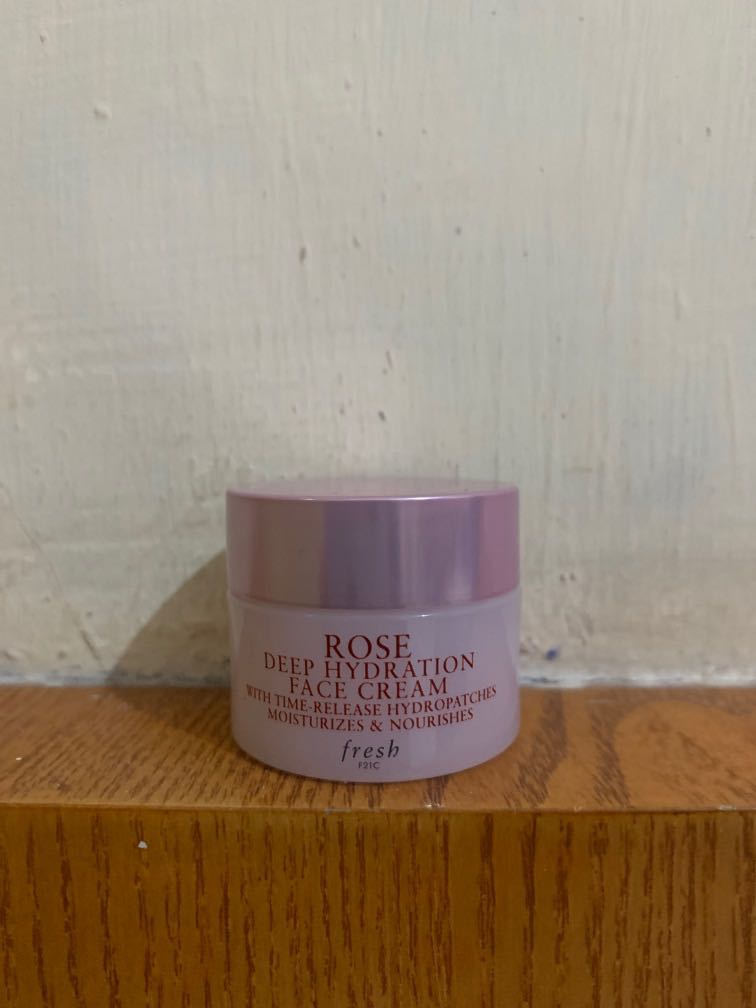 ROSE
DEEP HYDRATION
FACE CREAM
WITH TIME-RELEASE HYDROPATCHES
MOISTURIZES & NOURISHES
fresh
F21C